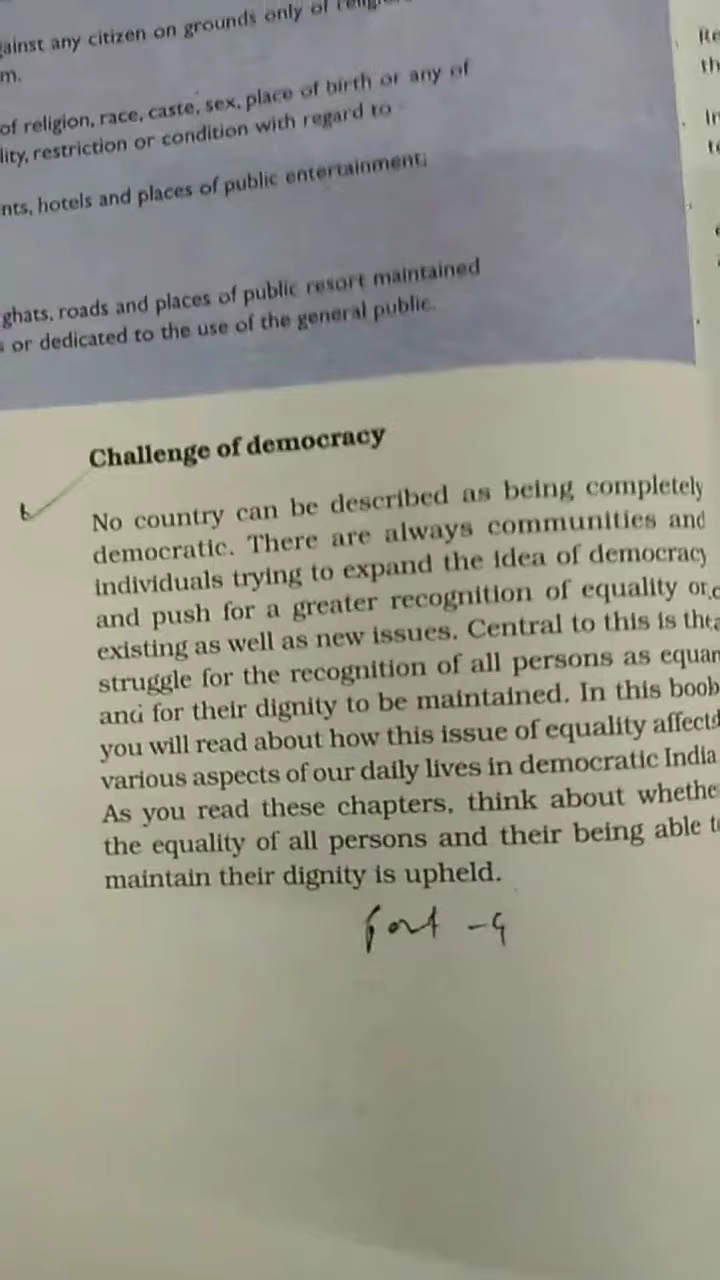 gainst any citizen on grounds only of
m.
of religion, race, caste, sex, place of birth or any of
lity, restriction or condition with regard to
nts, hotels and places of public entertainment;
ghats, roads and places of public resort maintained
or dedicated to the use of the general public.
Re
th
In
Challenge of democracy
No country can be described as being completely
democratic. There are always communities and
individuals trying to expand the idea of democracy
and push for a greater recognition of equality on
existing as well as new issues. Central to this is the
struggle for the recognition of all persons as equa
and for their dignity to be maintained. In this boo
you will read about how this issue of equality affects
various aspects of our daily lives in democratic India
As you read these chapters, think about whethe
the equality of all persons and their being able t
maintain their dignity is upheld.